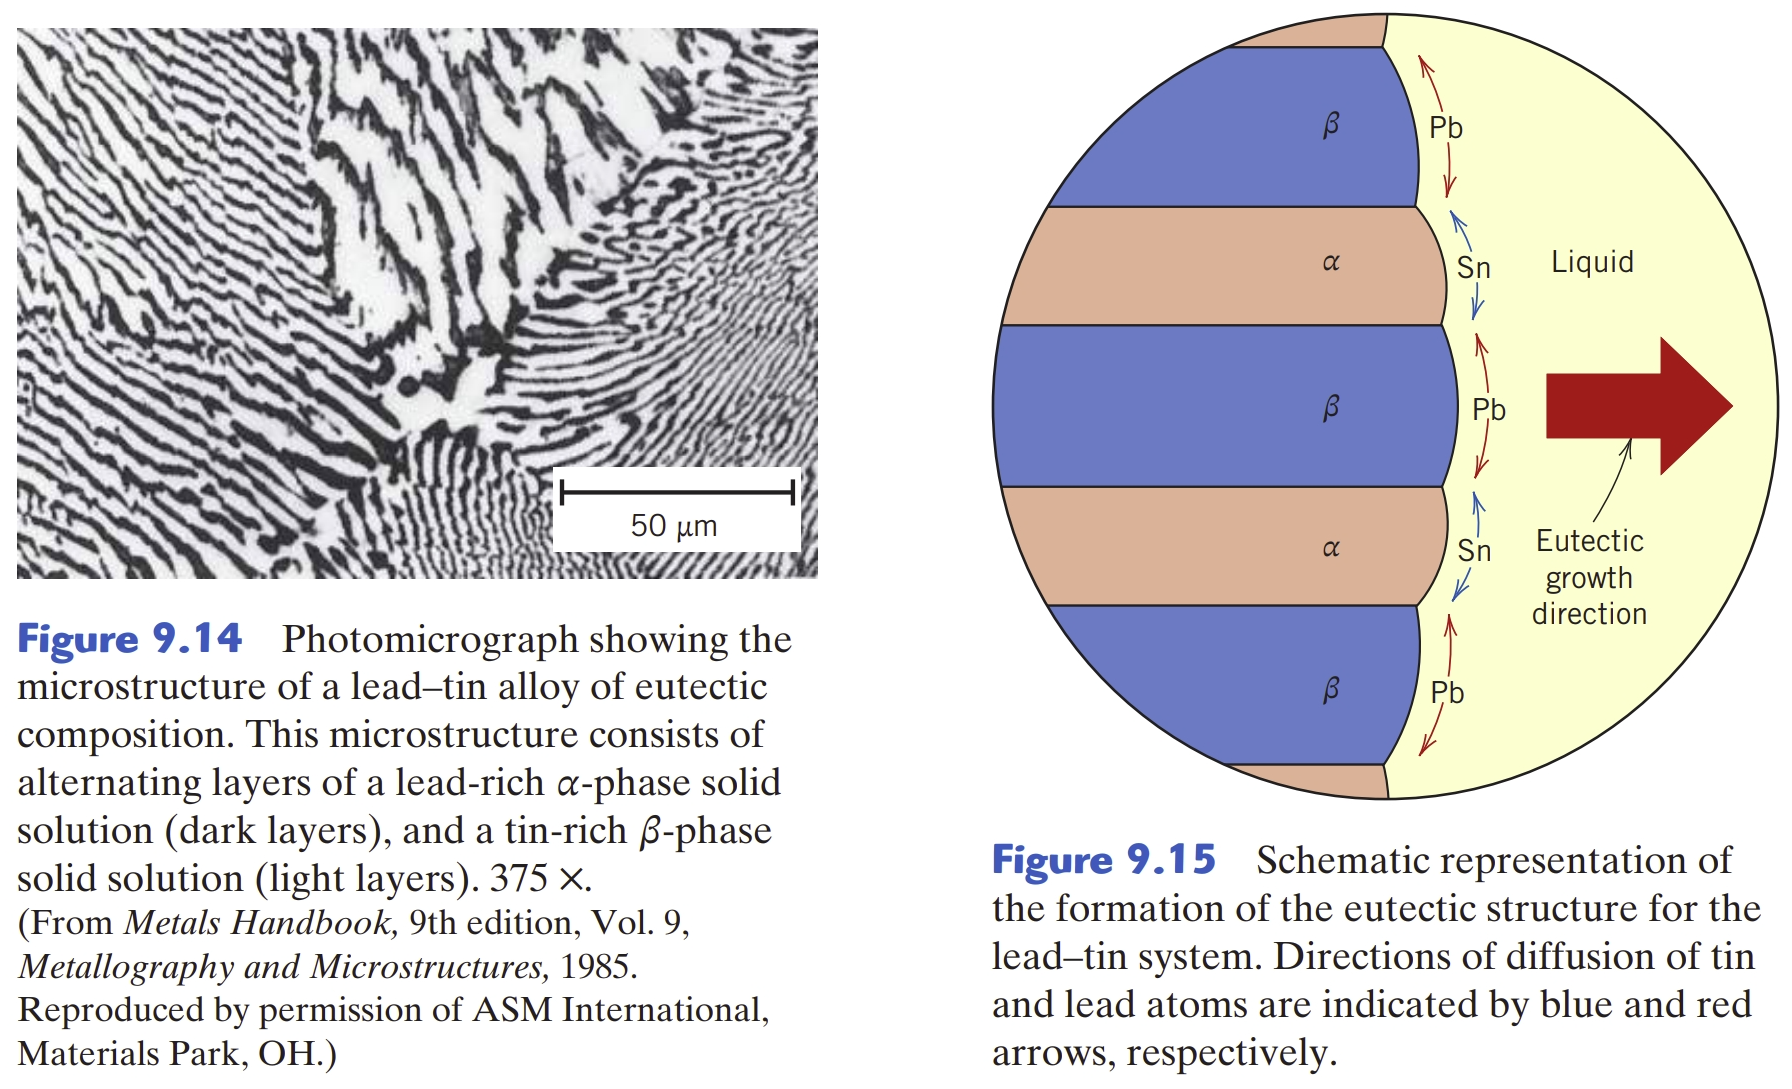 50 μm
Figure 9.14 Photomicrograph showing the
microstructure of a lead–tin alloy of eutectic
composition. This microstructure consists of
alternating layers of a lead-rich α-phase solid
solution (dark layers), and a tin-rich β-phase
solid solution (light layers). 375 ×.
(From Metals Handbook, 9th edition, Vol. 9,
Metallography and Microstructures, 1985.
Reproduced by permission of ASM International,
Materials Park, OH.)
β
Pb
α
Sn
Liquid
β
Pb
α
Sn
Eutectic
growth
direction
β
Pb
Figure 9.15 Schematic representation of
the formation of the eutectic structure for the
lead–tin system. Directions of diffusion of tin
and lead atoms are indicated by blue and red
arrows, respectively.